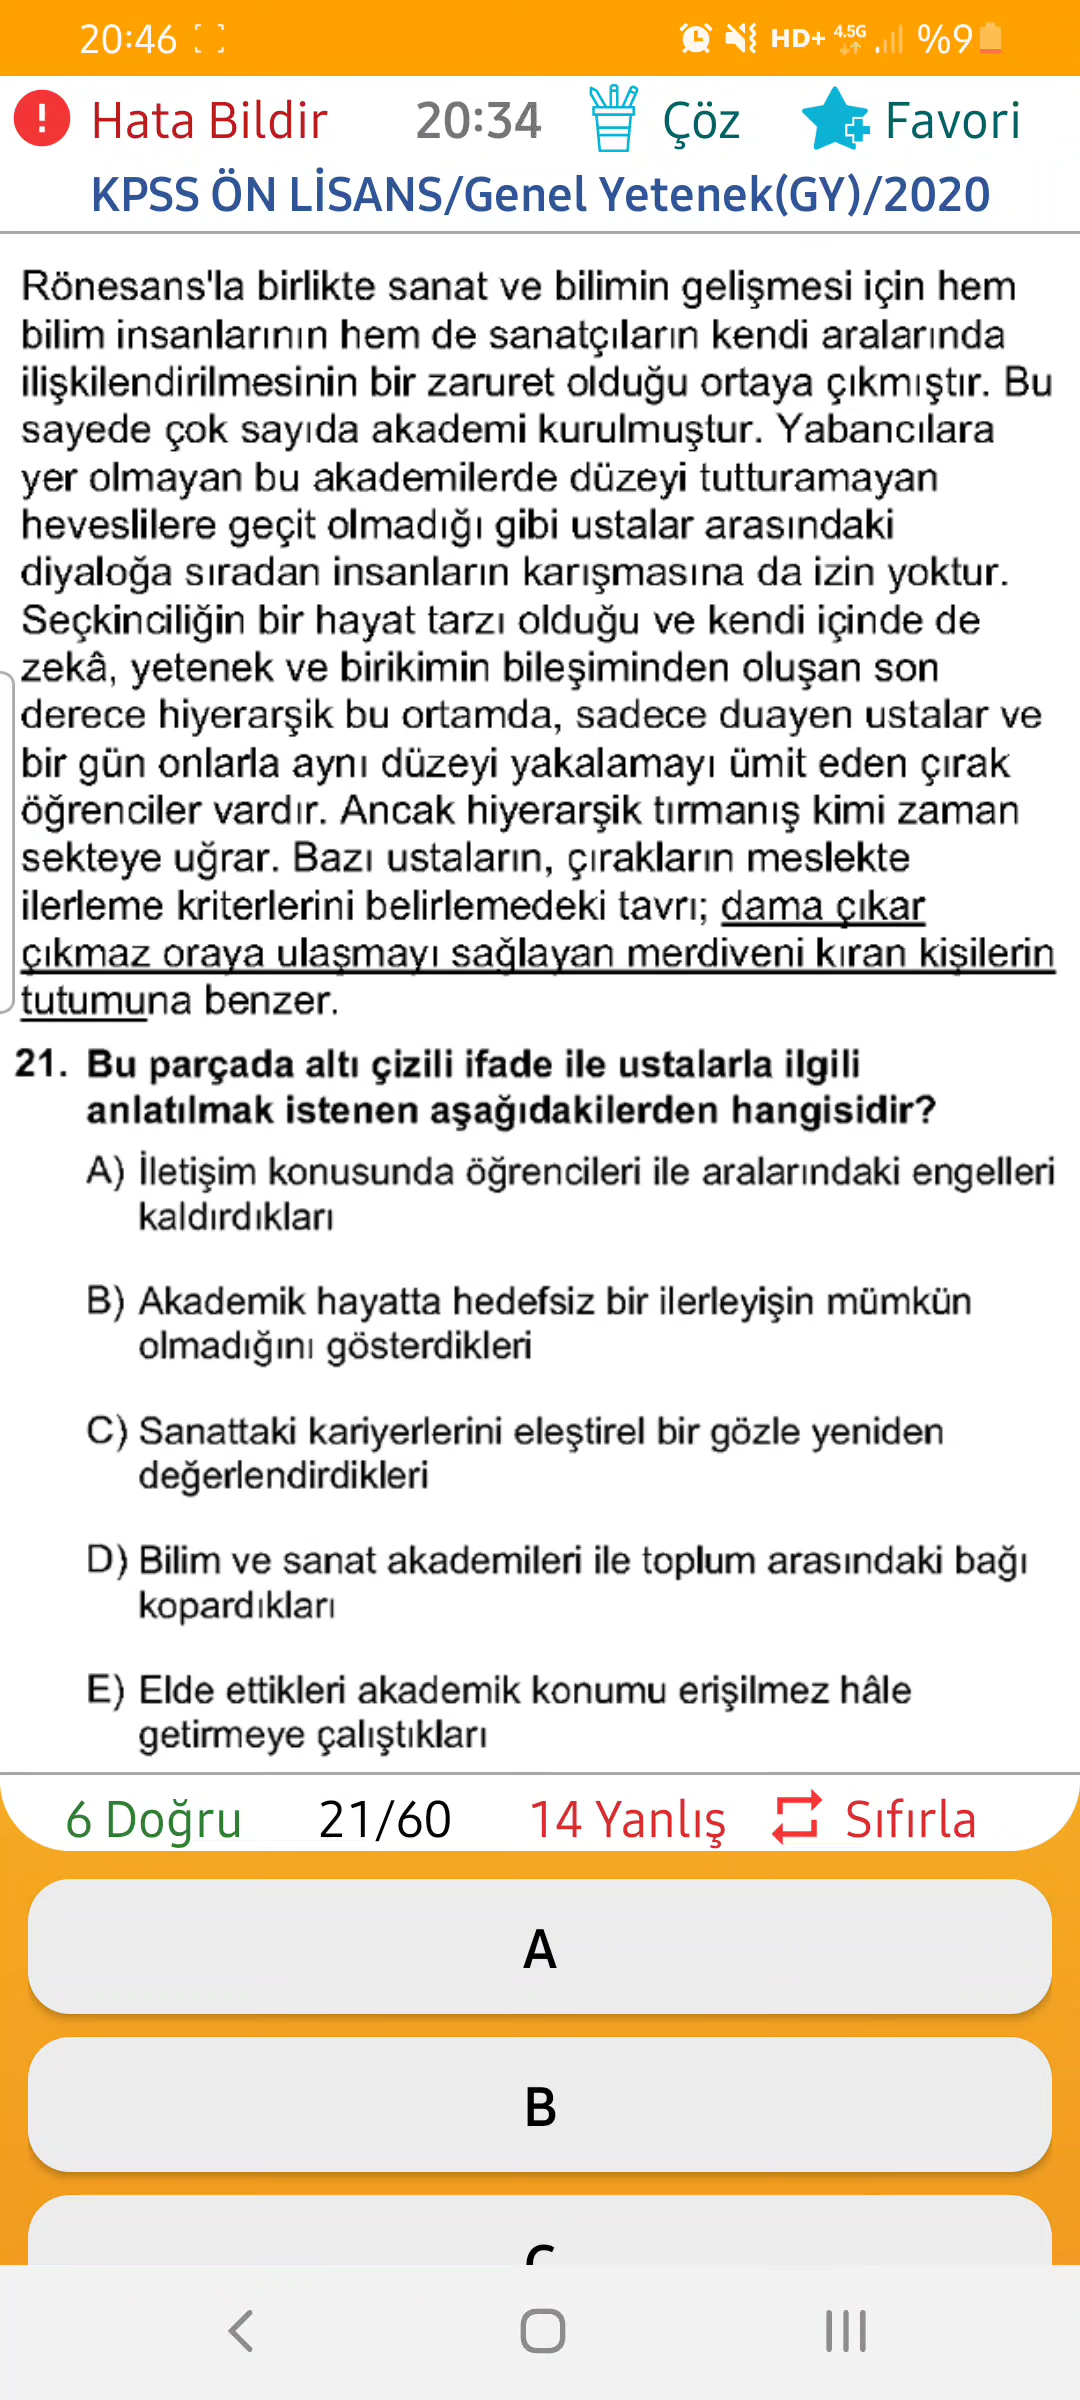 20:46 HD+ 4.5G %9
Hata Bildir 20:34 Çöz Favori
KPSS ÖN LİSANS/Genel Yetenek(GY)/2020
Rönesans'la birlikte sanat ve bilimin gelişmesi için hem
bilim insanlarının hem de sanatçıların kendi aralarında
ilişkilendirilmesinin bir zaruret olduğu ortaya çıkmıştır. Bu
sayede çok sayıda akademi kurulmuştur. Yabancılara
yer olmayan bu akademilerde düzeyi tutturamayan
heveslilere geçit olmadığı gibi ustalar arasındaki
diyaloğa sıradan insanların karışmasına da izin yoktur.
Seçkinciliğin bir hayat tarzı olduğu ve kendi içinde de
zekâ, yetenek ve birikimin bileşiminden oluşan son
derece hiyerarşik bu ortamda, sadece duayen ustalar ve
bir gün onlarla aynı düzeyi yakalamayı ümit eden çırak
öğrenciler vardır. Ancak hiyerarşik tırmanış kimi zaman
sekteye uğrar. Bazı ustaların, çırakların meslekte
ilerleme kriterlerini belirlemedeki tavrı; dama çıkar
çıkmaz oraya ulaşmayı sağlayan merdiveni kıran kişilerin
tutumuna benzer.
21. Bu parçada altı çizili ifade ile ustalarla ilgili
anlatılmak istenen aşağıdakilerden hangisidir?
A) İletişim konusunda öğrencileri ile aralarındaki engelleri
kaldırdıkları
B) Akademik hayatta hedefsiz bir ilerleyişin mümkün
olmadığını gösterdikleri
C) Sanattaki kariyerlerini eleştirel bir gözle yeniden
değerlendirdikleri
D) Bilim ve sanat akademileri ile toplum arasındaki bağı
kopardıkları
E) Elde ettikleri akademik konumu erişilmez hâle
getirmeye çalıştıkları
6 Doğru 21/60 14 Yanlış Sıfırla
A
B
C